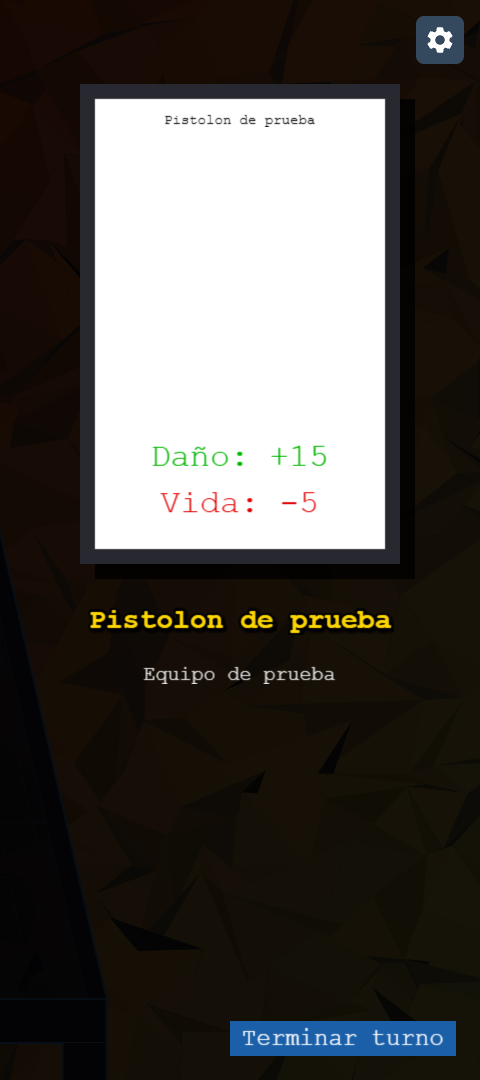 Pistolon de prueba
Daño: +15
Vida: -5
Pistolon de prueba
Equipo de prueba
Terminar turno